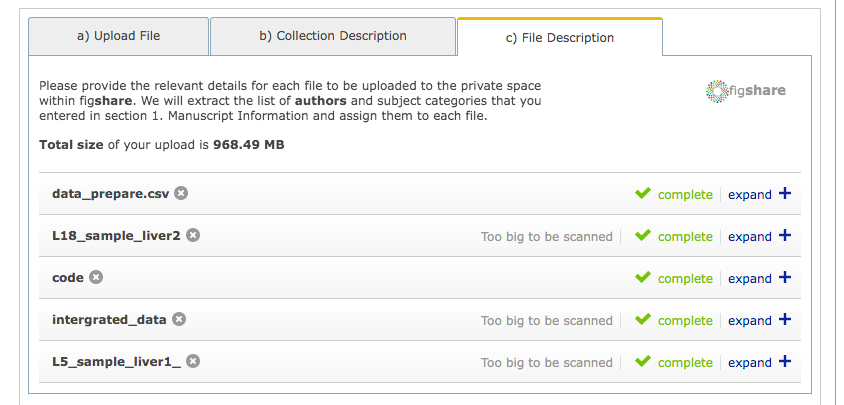 a) Upload File
b) Collection Description
c) File Description
Please provide the relevant details for each file to be uploaded to the private space
within figshare. We will extract the list of authors and subject categories that you
entered in section 1. Manuscript Information and assign them to each file.
figshare
Total size of your upload is 968.49 MB
data_prepare.csv complete expand
L18_sample_liver2 Too big to be scanned complete expand
code complete expand
intergrated_data Too big to be scanned complete expand
L5_sample_liver1_ Too big to be scanned complete expand